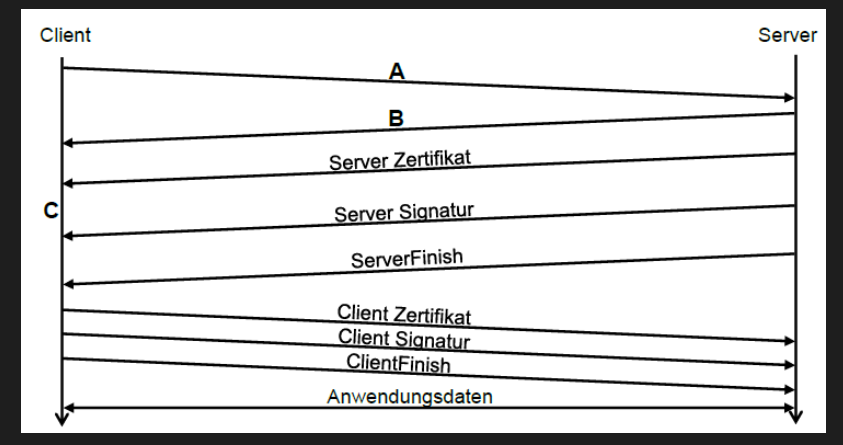 Client
Server
A
B
Server Zertifikat
C
Server Signatur
ServerFinish
Client Zertifikat
Client Signatur
ClientFinish
Anwendungsdaten